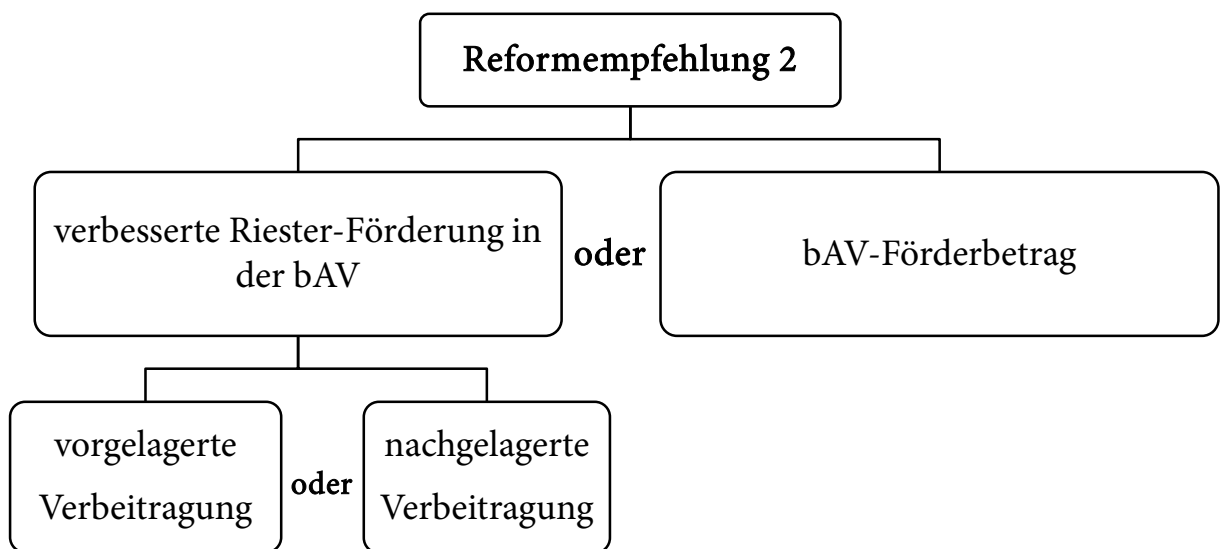 Reformempfehlung 2
verbesserte Riester-Förderung in
der bAV
oder
bAV-Förderbetrag
vorgelagerte
Verbeitragung
oder
nachgelagerte
Verbeitragung